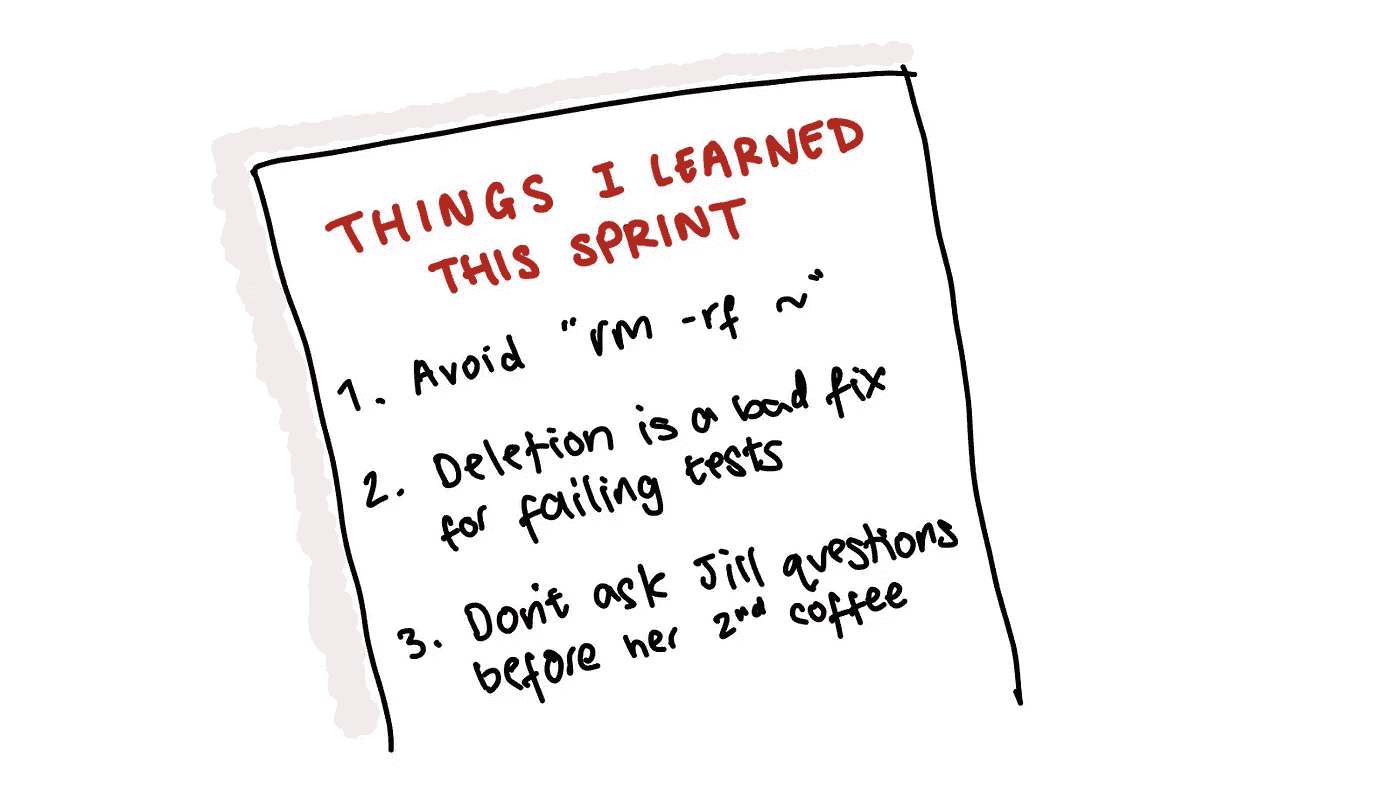 THINGS I LEARNED
THIS SPRINT
1. Avoid "rm -rf ~"
2. Deletion is a bad fix
for failing tests
3. Don't ask Jill questions
before her 2nd coffee